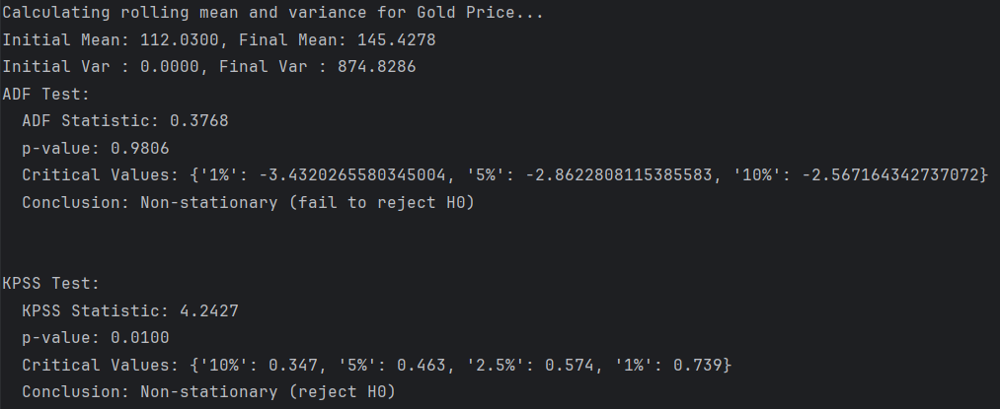 Calculating rolling mean and variance for Gold Price...
Initial Mean: 112.0300, Final Mean: 145.4278
Initial Var : 0.0000, Final Var : 874.8286
ADF Test:
  ADF Statistic: 0.3768
  p-value: 0.9806
  Critical Values: {'1%': -3.4320265580345004, '5%': -2.8622808115385583, '10%': -2.567164342737072}
  Conclusion: Non-stationary (fail to reject H0)
KPSS Test:
  KPSS Statistic: 4.2427
  p-value: 0.0100
  Critical Values: {'10%': 0.347, '5%': 0.463, '2.5%': 0.574, '1%': 0.739}
  Conclusion: Non-stationary (reject H0)